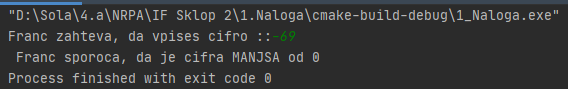 "D:\Sola\4.a\NRPA\IF Sklop 2\1.Naloga\cmake-build-debug\1_Naloga.exe"
Franc zahteva, da vpises cifro ::-69
Franc sporoca, da je cifra MANJSA od 0
Process finished with exit code 0